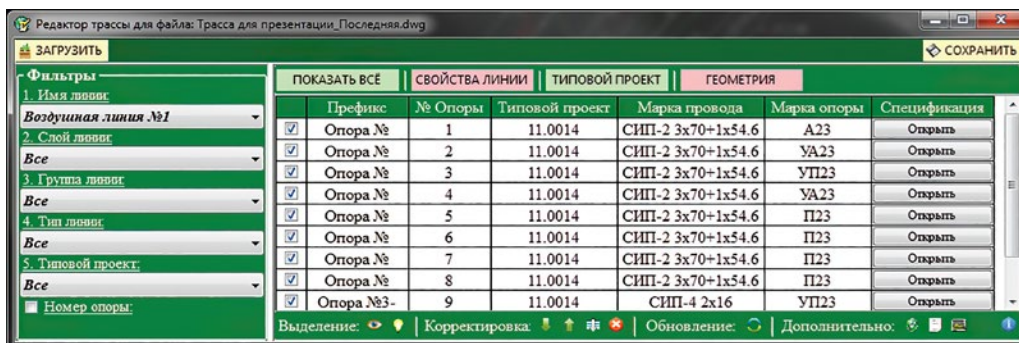 Редактор трассы для файла: Трасса для презентации_Последняя.dwg
ЗАГРУЗИТЬ СОХРАНИТЬ
Фильтры
1. Имя линии:
Воздушная линия №1
2. Слой линии:
Все
3. Группа линии:
Все
4. Тип линии:
Все
5. Типовой проект:
Все
Номер опоры:
ПОКАЗАТЬ ВСЁ СВОЙСТВА ЛИНИИ ТИПОВОЙ ПРОЕКТ ГЕОМЕТРИЯ
Префикс № Опоры Типовой проект Марка провода Марка опоры Спецификация
Опора № 1 11.0014 СИП-2 3х70+1х54.6 А23 Открыть
Опора № 2 11.0014 СИП-2 3х70+1х54.6 УА23 Открыть
Опора № 3 11.0014 СИП-2 3х70+1х54.6 УП23 Открыть
Опора № 4 11.0014 СИП-2 3х70+1х54.6 УА23 Открыть
Опора № 5 11.0014 СИП-2 3х70+1х54.6 П23 Открыть
Опора № 6 11.0014 СИП-2 3х70+1х54.6 П23 Открыть
Опора № 7 11.0014 СИП-2 3х70+1х54.6 П23 Открыть
Опора № 8 11.0014 СИП-2 3х70+1х54.6 П23 Открыть
Опора №3- 9 11.0014 СИП-4 2х16 УП23 Открыть
Выделение: Корректировка: Обновление: Дополнительно: